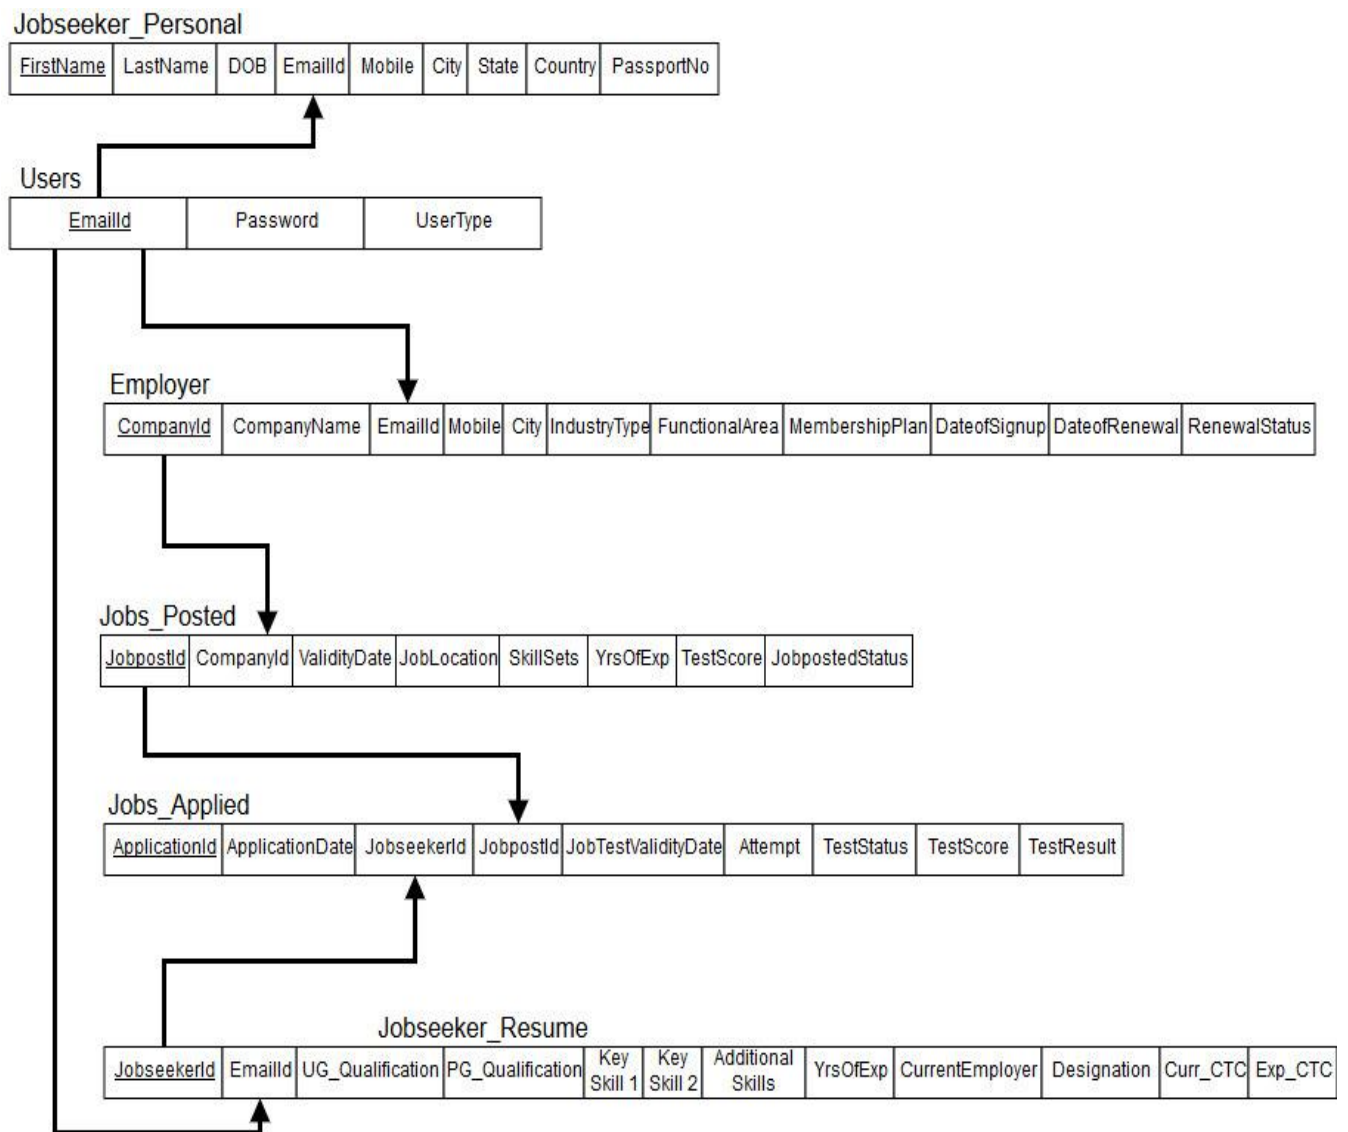 Jobseeker_Personal
FirstName LastName DOB EmailId Mobile City State Country PassportNo
Users
EmailId Password UserType
Employer
CompanyId CompanyName EmailId Mobile City IndustryType FunctionalArea MembershipPlan DateofSignup DateofRenewal RenewalStatus
Jobs_Posted
JobpostId CompanyId ValidityDate JobLocation SkillSets YrsOfExp TestScore JobpostedStatus
Jobs_Applied
ApplicationId ApplicationDate JobseekerId JobpostId JobTestValidityDate Attempt TestStatus TestScore TestResult
Jobseeker_Resume
JobseekerId EmailId UG_Qualification PG_Qualification Key Skill 1 Key Skill 2 Additional Skills YrsOfExp CurrentEmployer Designation Curr_CTC Exp_CTC